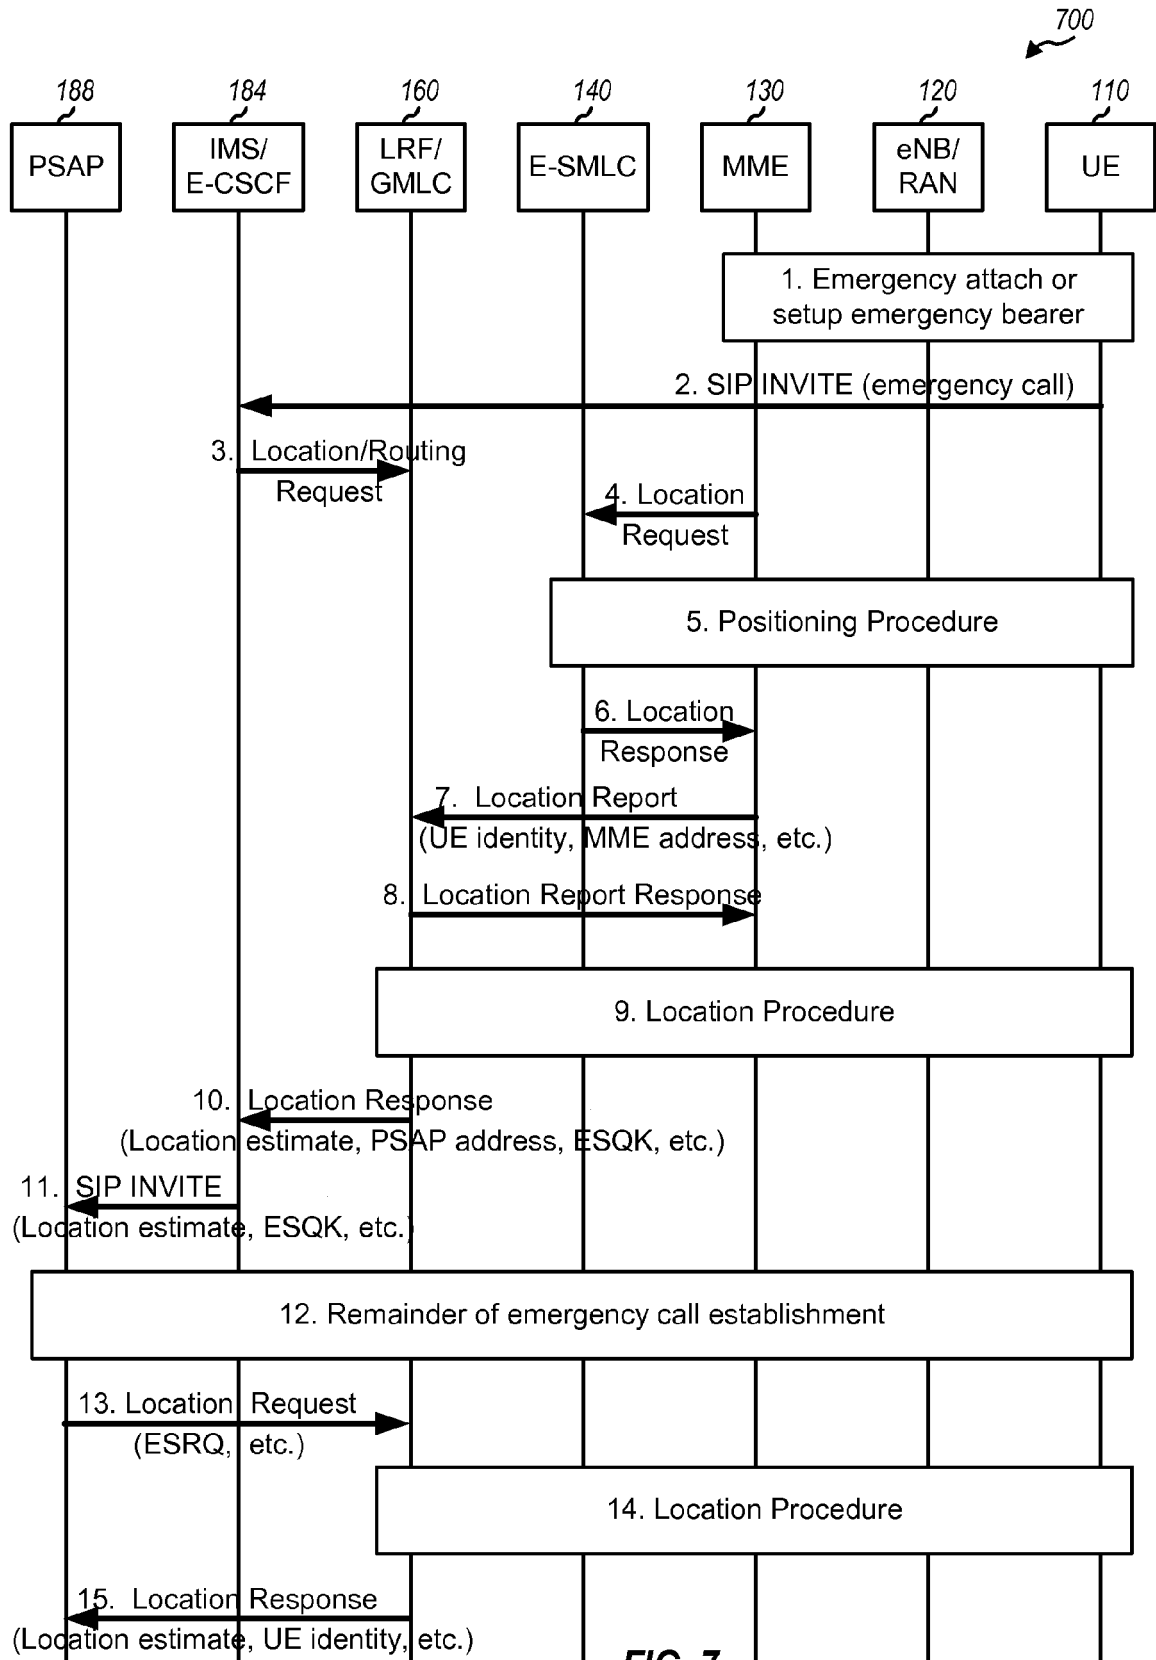 700
188
184
160
140
130
120
110
PSAP
IMS/
E-CSCF
LRF/
GMLC
E-SMLC
MME
eNB/
RAN
UE
1. Emergency attach or
setup emergency bearer
2. SIP INVITE (emergency call)
3. Location/Routing
Request
4. Location
Request
5. Positioning Procedure
6. Location
Response
7. Location Report
(UE identity, MME address, etc.)
8. Location Report Response
9. Location Procedure
10. Location Response
(Location estimate, PSAP address, ESQK, etc.)
11. SIP INVITE
(Location estimate, ESQK, etc.)
12. Remainder of emergency call establishment
13. Location Request
(ESRQ, etc.)
14. Location Procedure
15. Location Response
(Location estimate, UE identity, etc.)
FIG. 7